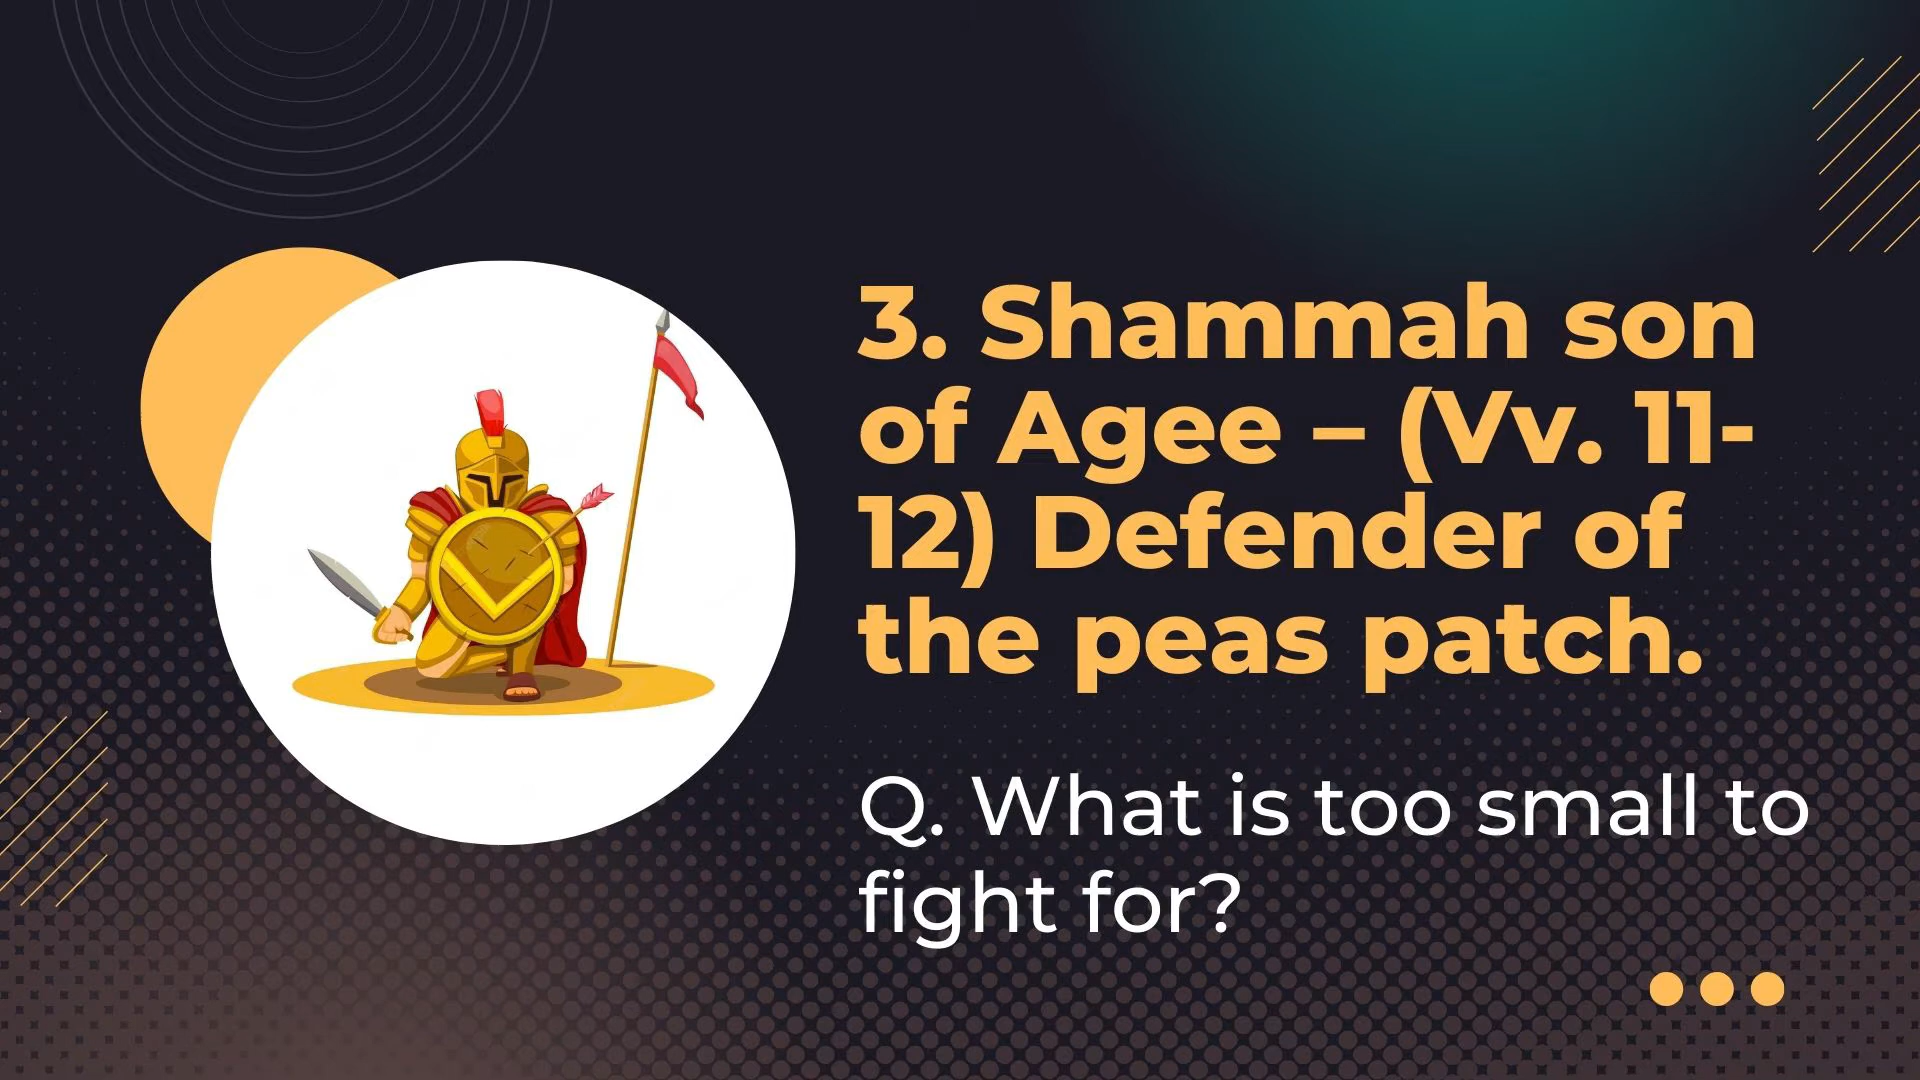 3. Shammah son
of Agee – (Vv. 11-
12) Defender of
the peas patch.
Q. What is too small to
fight for?